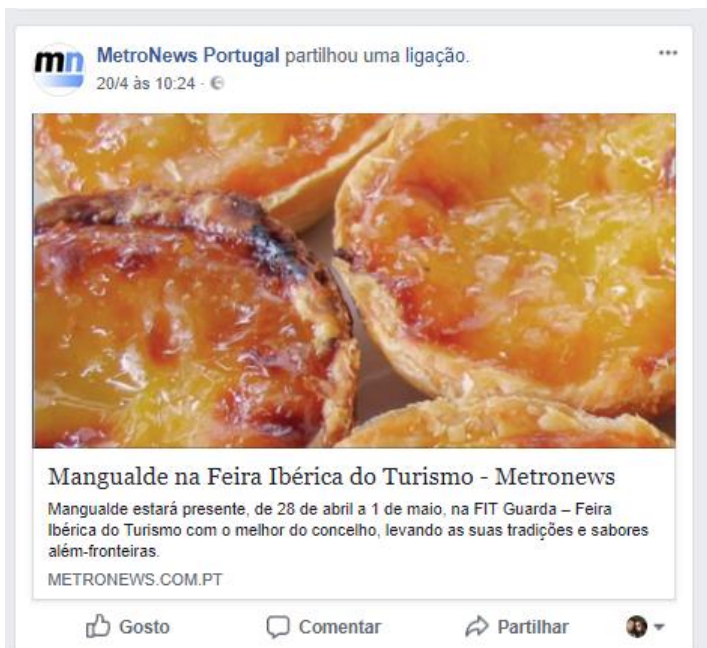 mn
MetroNews Portugal partilhou uma ligação.
20/4 às 10:24 ·
Mangualde na Feira Ibérica do Turismo - Metronews
Mangualde estará presente, de 28 de abril a 1 de maio, na FIT Guarda – Feira
Ibérica do Turismo com o melhor do concelho, levando as suas tradições e sabores
além-fronteiras.
METRONEWS.COM.PT
Gosto Comentar Partilhar